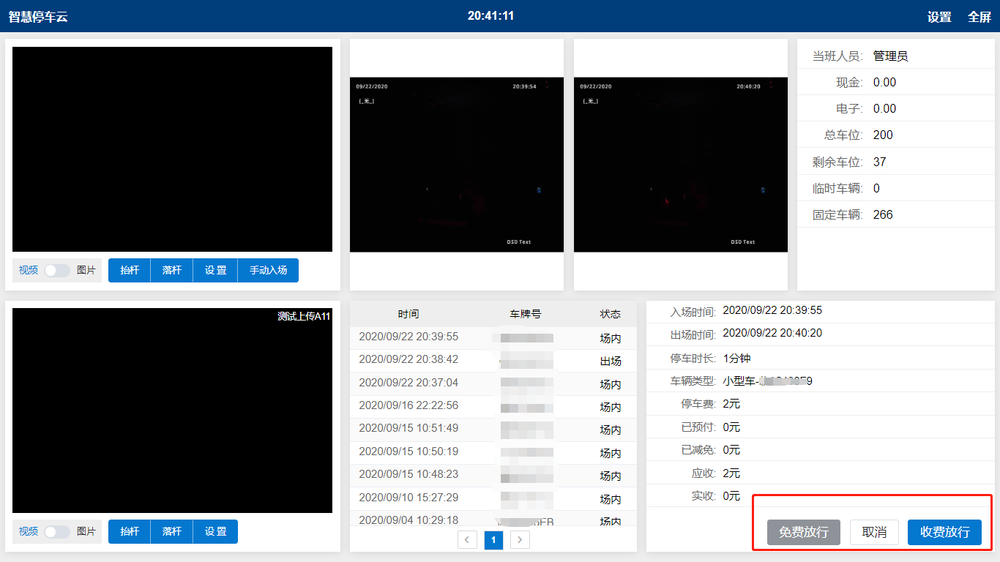 智慧停车云
20:41:11
设置 全屏
09/22/2020 20:39:54
(_无_)
OSD Text
09/22/2020 20:40:20
(_无_)
OSD Text
当班人员: 管理员
现金: 0.00
电子: 0.00
总车位: 200
剩余车位: 37
临时车辆: 0
固定车辆: 266
视频 图片 抬杆 落杆 设 置 手动入场
测试上传A11
视频 图片 抬杆 落杆 设 置
时间 车牌号 状态
2020/09/22 20:39:55 场内
2020/09/22 20:38:42 出场
2020/09/22 20:37:04 场内
2020/09/16 22:22:56 场内
2020/09/15 10:51:49 场内
2020/09/15 10:50:19 场内
2020/09/15 10:48:23 场内
2020/09/10 15:27:29 场内
2020/09/04 10:29:18 场内
< 1 >
入场时间: 2020/09/22 20:39:55
出场时间: 2020/09/22 20:40:20
停车时长: 1分钟
车辆类型: 小型车-
停车费: 2元
已预付: 0元
已减免: 0元
应收: 2元
实收: 0元
免费放行 取消 收费放行